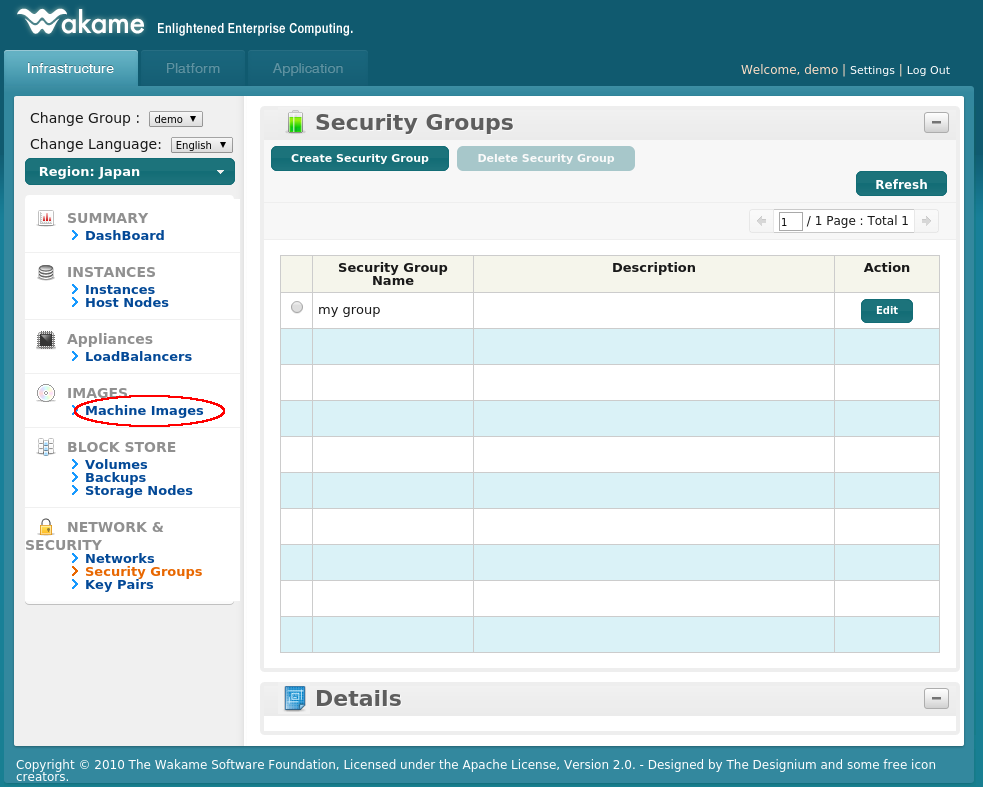 Wakame Enlightened Enterprise Computing.
Infrastructure Platform Application
Welcome, demo | Settings | Log Out
Change Group : demo
Change Language: English
Region: Japan
SUMMARY
DashBoard
INSTANCES
Instances
Host Nodes
Appliances
LoadBalancers
IMAGES
Machine Images
BLOCK STORE
Volumes
Backups
Storage Nodes
NETWORK &
SECURITY
Networks
Security Groups
Key Pairs
Security Groups
Create Security Group Delete Security Group
Refresh
1 / 1 Page : Total 1
Security Group Name Description Action
my group Edit
Details
Copyright © 2010 The Wakame Software Foundation, Licensed under the Apache License, Version 2.0. - Designed by The Designium and some free icon
creators.